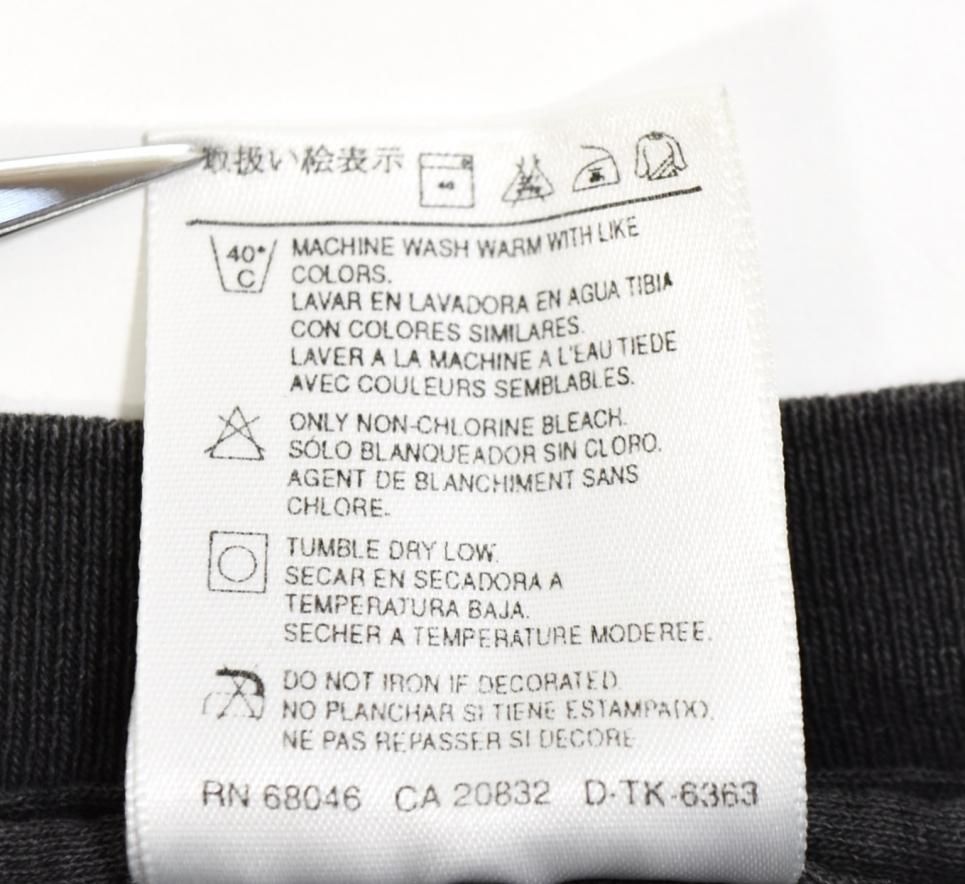 取扱い絵表示 40
40°C MACHINE WASH WARM WITH LIKE
COLORS.
LAVAR EN LAVADORA EN AGUA TIBIA
CON COLORES SIMILARES.
LAVER A LA MACHINE A L'EAU TIEDE
AVEC COULEURS SEMBLABLES.
ONLY NON-CHLORINE BLEACH.
SÓLO BLANQUEADOR SIN CLORO.
AGENT DE BLANCHIMENT SANS
CHLORE.
TUMBLE DRY LOW.
SECAR EN SECADORA A
TEMPERATURA BAJA.
SECHER A TEMPERATURE MODEREE.
DO NOT IRON IF DECORATED.
NO PLANCHAR SI TIENE ESTAMPADO.
NE PAS REPASSER SI DECORE
RN 68046 CA 20832 D-TK-6363